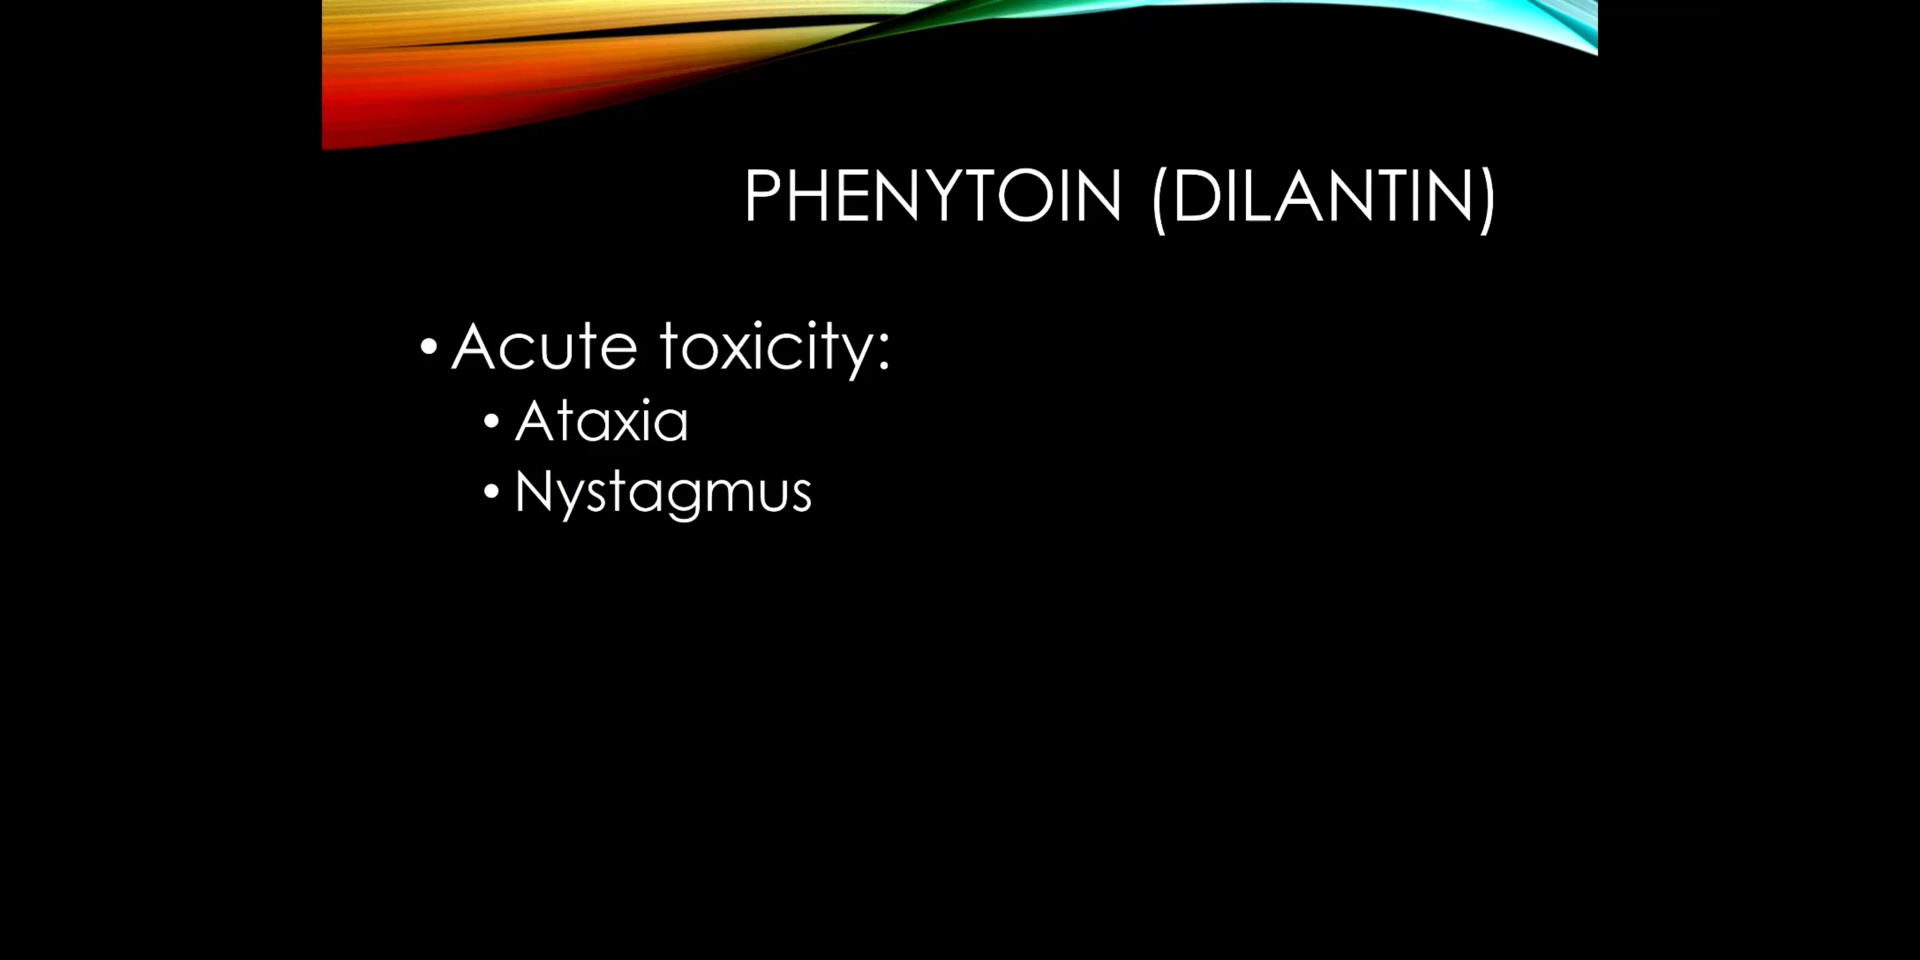 PHENYTOIN (DILANTIN)
• Acute toxicity:
• Ataxia
• Nystagmus